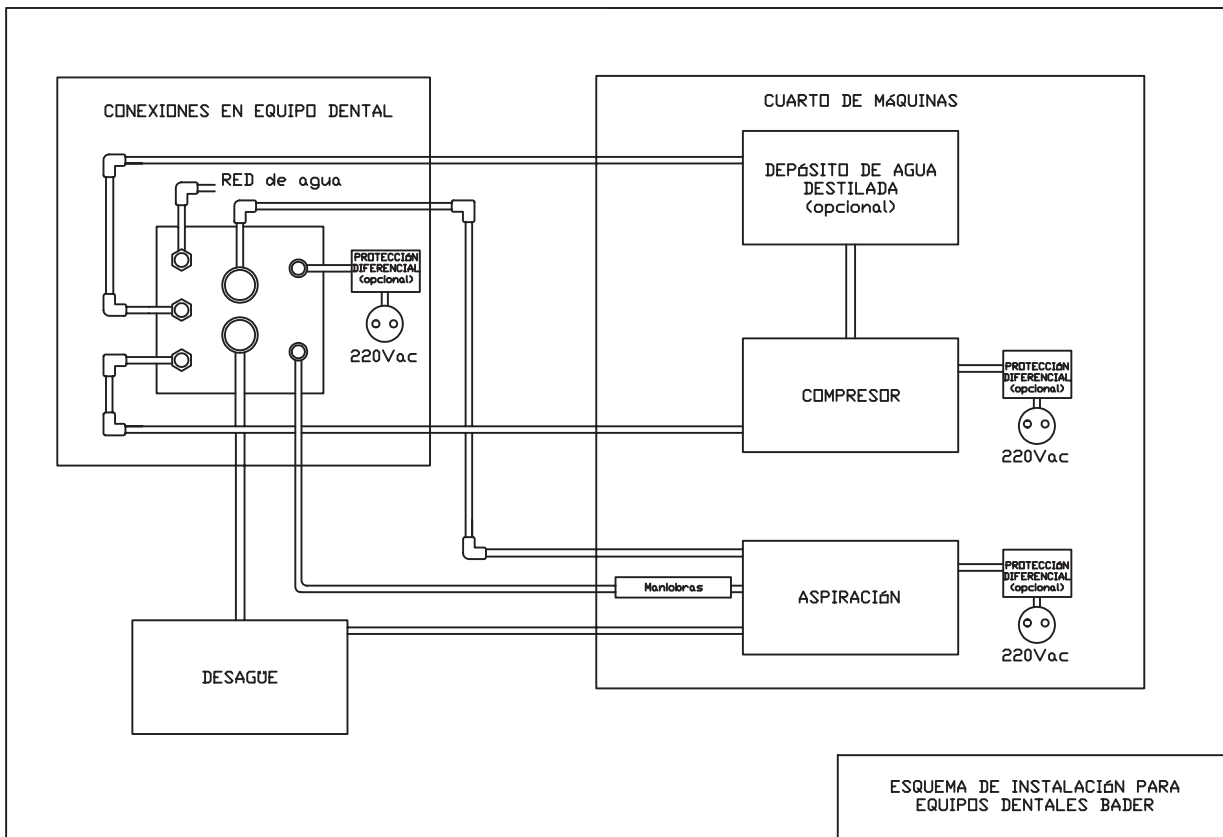 CONEXIONES EN EQUIPO DENTAL
RED de agua
PROTECCIÓN
DIFERENCIAL
(opcional)
220Vac
CUARTO DE MÁQUINAS
DEPÓSITO DE AGUA
DESTILADA
(opcional)
COMPRESOR
PROTECCIÓN
DIFERENCIAL
(opcional)
220Vac
Maniobras
ASPIRACIÓN
PROTECCIÓN
DIFERENCIAL
(opcional)
220Vac
DESAGÜE
ESQUEMA DE INSTALACIÓN PARA
EQUIPOS DENTALES BADER